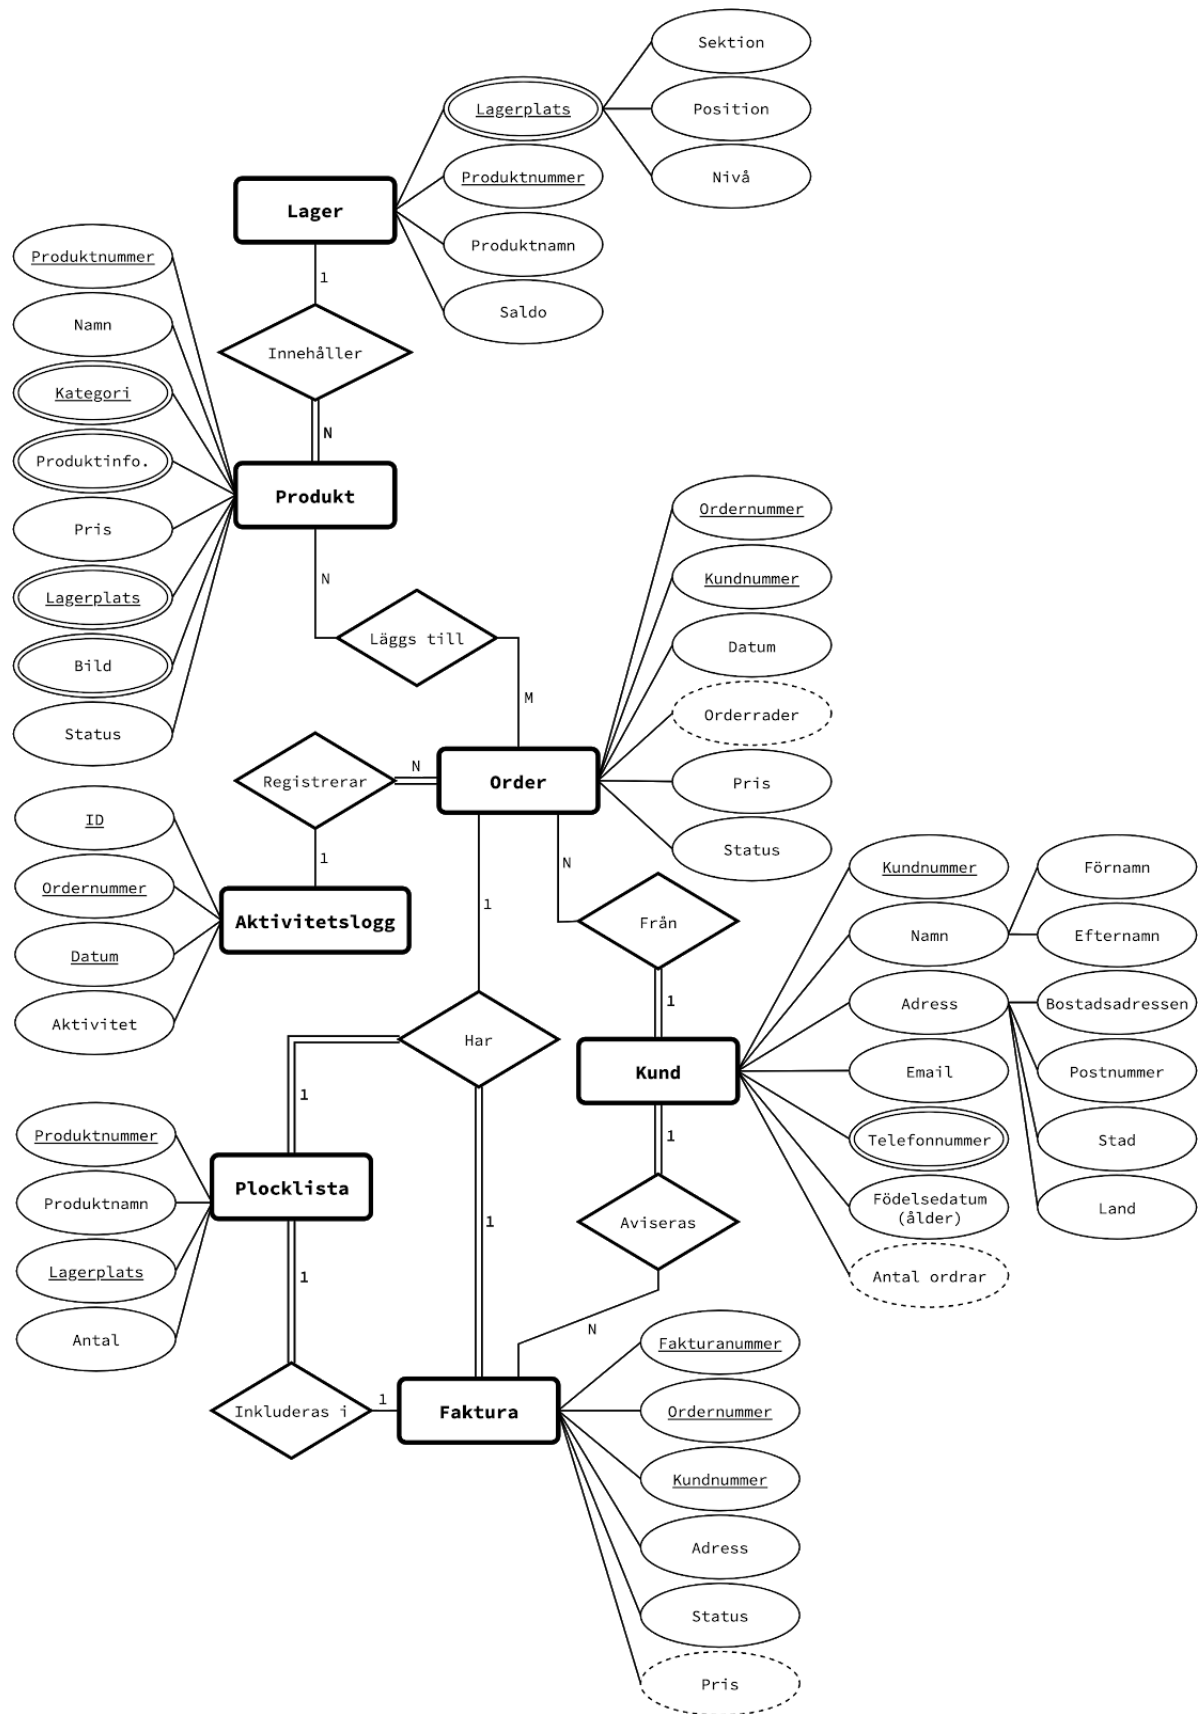 Sektion
Lagerplats
Position
Produktnummer
Nivå
Lager
Produktnamn
Produktnummer
1
Saldo
Namn
Innehåller
Kategori
N
Produktinfo.
Produkt
Pris
Ordernummer
N
Kundnummer
Lagerplats
Läggs till
Datum
Bild
M
Orderrader
Status
N
Registrerar
Order
Pris
ID
1
Status
N
Kundnummer
Förnamn
Ordernummer
1
Aktivitetslogg
Från
Namn
Efternamn
Datum
1
Adress
Bostadsadressen
Aktivitet
Har
Kund
Email
Postnummer
1
Produktnummer
1
Telefonnummer
Stad
Plocklista
Produktnamn
Födelsedatum
(ålder)
Land
1
Aviseras
Lagerplats
1
Antal ordrar
Antal
N
Fakturanummer
1
Inkluderas i
Faktura
Ordernummer
Kundnummer
Adress
Status
Pris